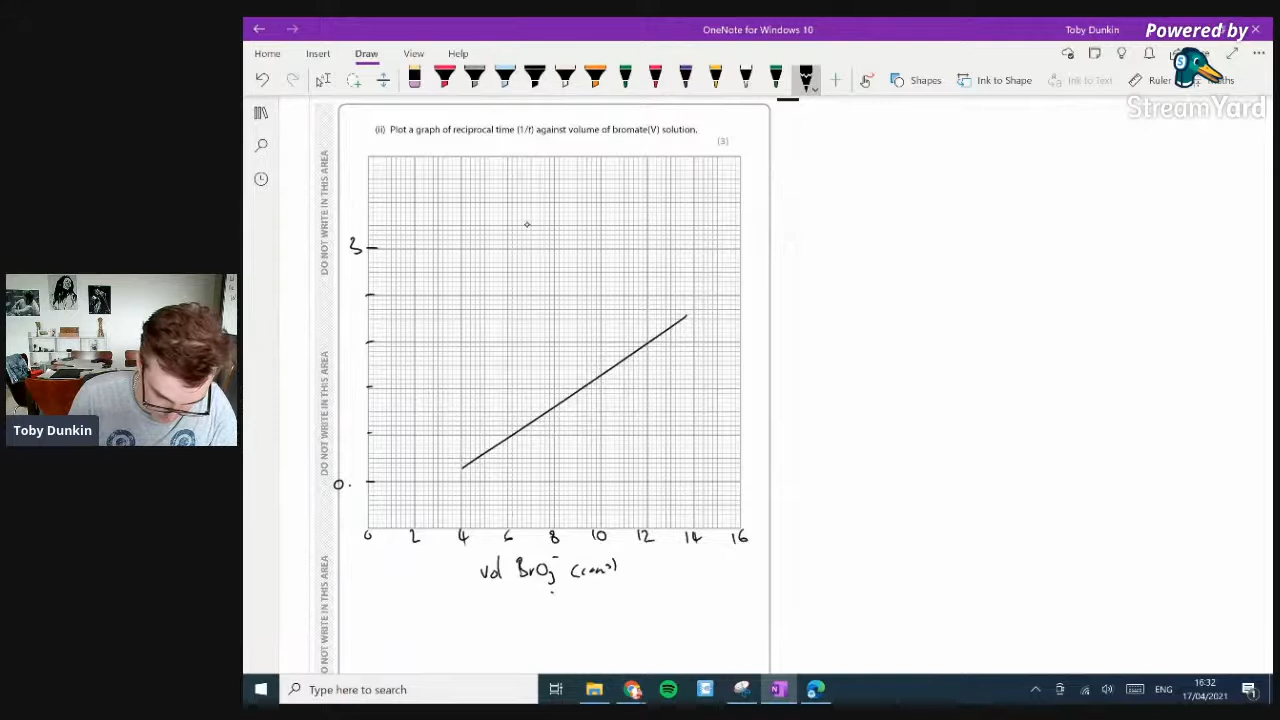 OneNote for Windows 10
Toby Dunkin
Powered by
StreamYard
Home Insert Draw View Help
Shapes Ink to Shape Ink to Text Ruler
(ii) Plot a graph of reciprocal time (1/t) against volume of bromate(V) solution.
(3)
DO NOT WRITE IN THIS AREA
DO NOT WRITE IN THIS AREA
DO NOT WRITE IN THIS AREA
3
0.
0 2 4 6 8 10 12 14 16
vol BrO3- (cm3)
Toby Dunkin
Type here to search
ENG
16:32
17/04/2021